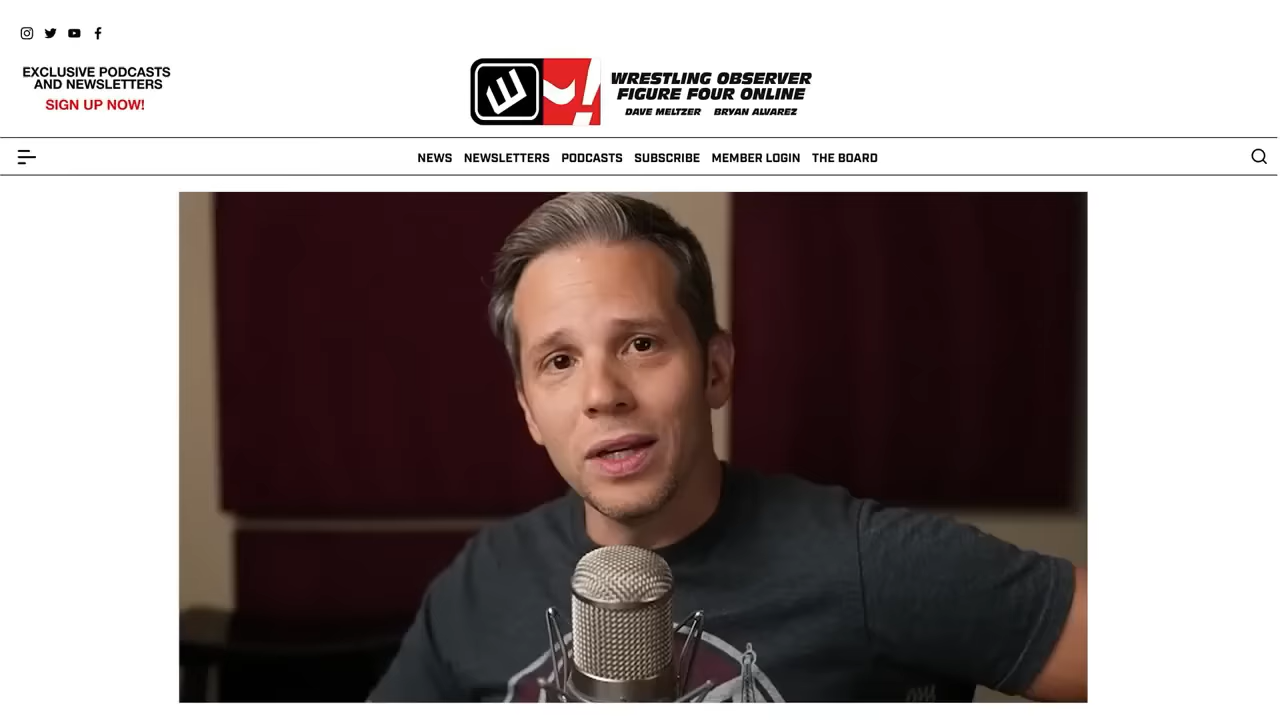 EXCLUSIVE PODCASTS
AND NEWSLETTERS
SIGN UP NOW!
WRESTLING OBSERVER
FIGURE FOUR ONLINE
DAVE MELTZER BRYAN ALVAREZ
NEWS NEWSLETTERS PODCASTS SUBSCRIBE MEMBER LOGIN THE BOARD